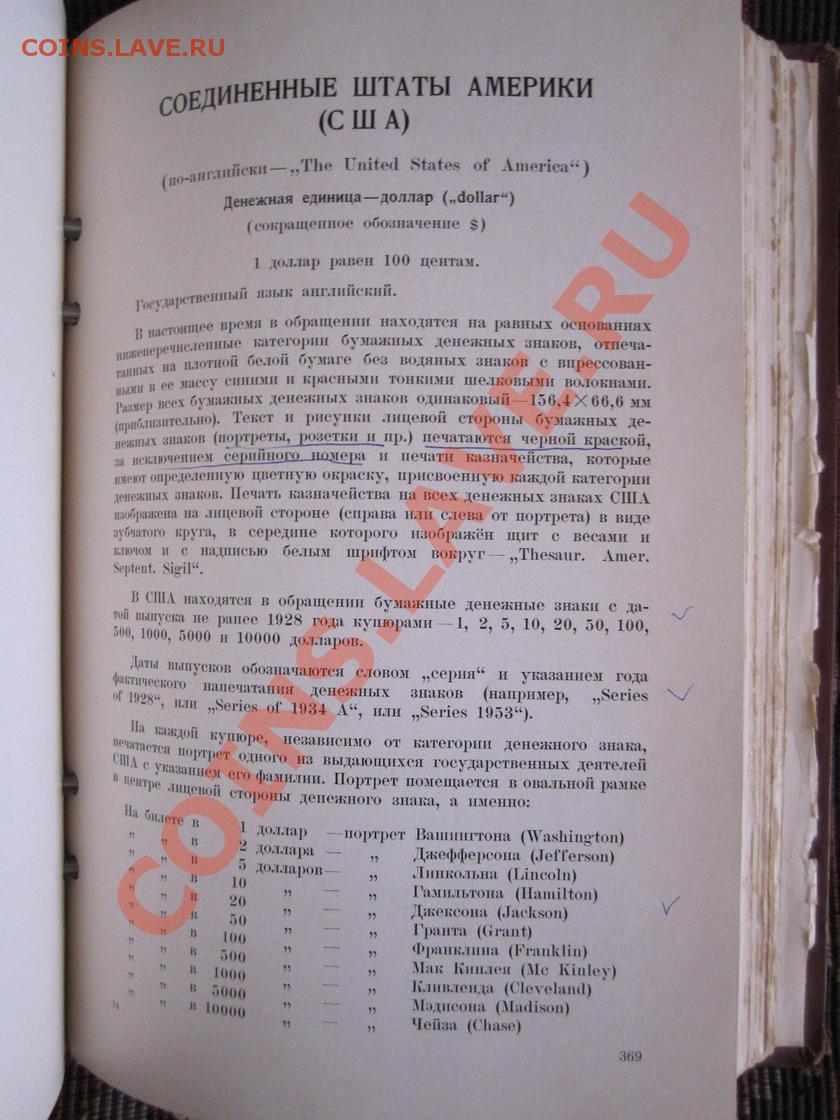 COINS.LAVE.RU
СОЕДИНЕННЫЕ ШТАТЫ АМЕРИКИ
(С Ш А)
(по-английски — „The United States of America“)
Денежная единица—доллар („dollar“)
(сокращенное обозначение $)
1 доллар равен 100 центам.
Государственный язык английский.
В настоящее время в обращении находятся на равных основаниях
нижеперечисленные категории бумажных денежных знаков, отпеча-
танных на плотной белой бумаге без водяных знаков с впрессован-
ными в ее массу синими и красными тонкими шелковыми волокнами.
Размер всех бумажных денежных знаков одинаковый—156,4×66,6 мм
(приблизительно). Текст и рисунки лицевой стороны бумажных де-
нежных знаков (портреты, розетки и пр.) печатаются черной краской,
за исключением серийного номера и печати казначейства, которые
имеют определенную цветную окраску, присвоенную каждой категории
денежных знаков. Печать казначейства на всех денежных знаках США
изображена на лицевой стороне (справа или слева от портрета) в виде
зубчатого круга, в середине которого изображён щит с весами и
ключом и с надписью белым шрифтом вокруг—„Thesaur. Amer.
Septent. Sigil“.
В США находятся в обращении бумажные денежные знаки с да-
той выпуска не ранее 1928 года купюрами—1, 2, 5, 10, 20, 50, 100,
500, 1000, 5000 и 10000 долларов.
Даты выпусков обозначаются словом „серия“ и указанием года
фактического напечатания денежных знаков (например, „Series
of 1928“, или „Series of 1934 A“, или „Series 1953“).
На каждой купюре, независимо от категории денежного знака,
печатается портрет одного из выдающихся государственных деятелей
США с указанием его фамилии. Портрет помещается в овальной рамке
в центре лицевой стороны денежного знака, а именно:
На билете в 1 доллар —портрет Вашингтона (Washington)
„ „ в 2 доллара — „ Джефферсона (Jefferson)
„ „ в 5 долларов— „ Линкольна (Lincoln)
„ „ в 10 „ — „ Гамильтона (Hamilton)
„ „ в 20 „ — „ Джексона (Jackson)
„ „ в 50 „ — „ Гранта (Grant)
„ „ в 100 „ — „ Франклина (Franklin)
„ „ в 500 „ — „ Мак Кинлея (Mc Kinley)
„ „ в 1000 „ — „ Кливленда (Cleveland)
„ „ в 5000 „ — „ Мэдисона (Madison)
„ „ в 10000 „ — „ Чейза (Chase)
24
369
COINS.LAVE.RU